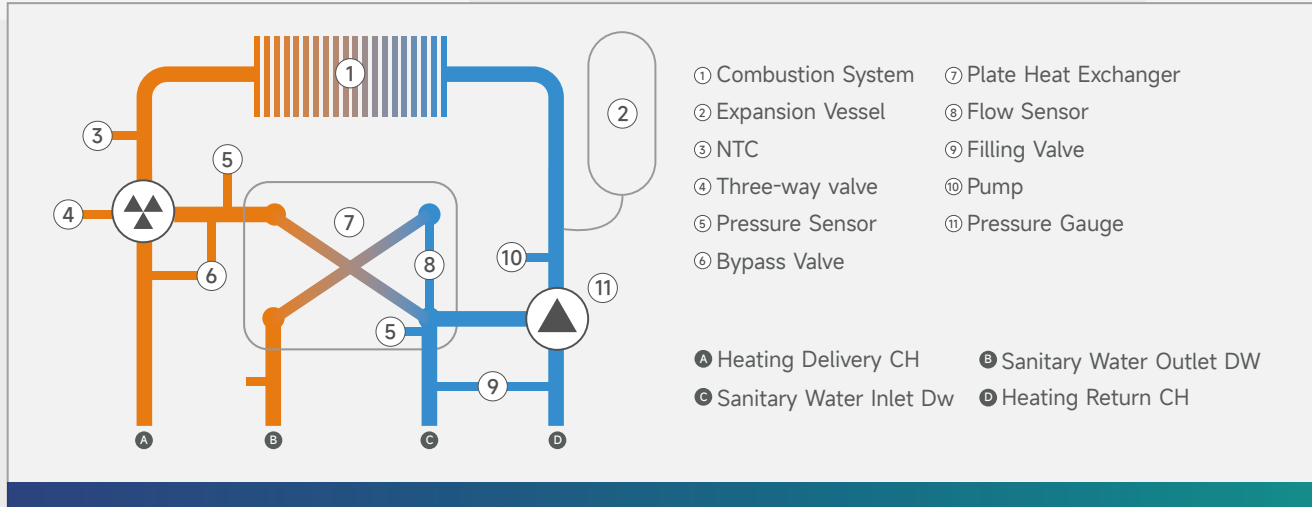 1
2
3
5
4
7
6
8
10
11
5
9
A
B
C
D
① Combustion System
② Expansion Vessel
③ NTC
④ Three-way valve
⑤ Pressure Sensor
⑥ Bypass Valve
⑦ Plate Heat Exchanger
⑧ Flow Sensor
⑨ Filling Valve
⑩ Pump
⑪ Pressure Gauge
A Heating Delivery CH
B Sanitary Water Outlet DW
C Sanitary Water Inlet Dw
D Heating Return CH